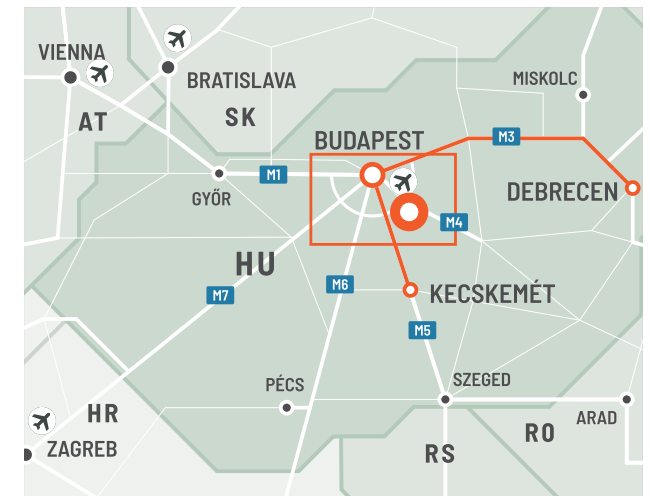 VIENNA
BRATISLAVA
MISKOLC
AT
SK
BUDAPEST
M3
M1
GYŐR
DEBRECEN
M4
HU
M6
M7
KECSKEMÉT
M5
PÉCS
SZEGED
HR
ARAD
ZAGREB
RO
RS